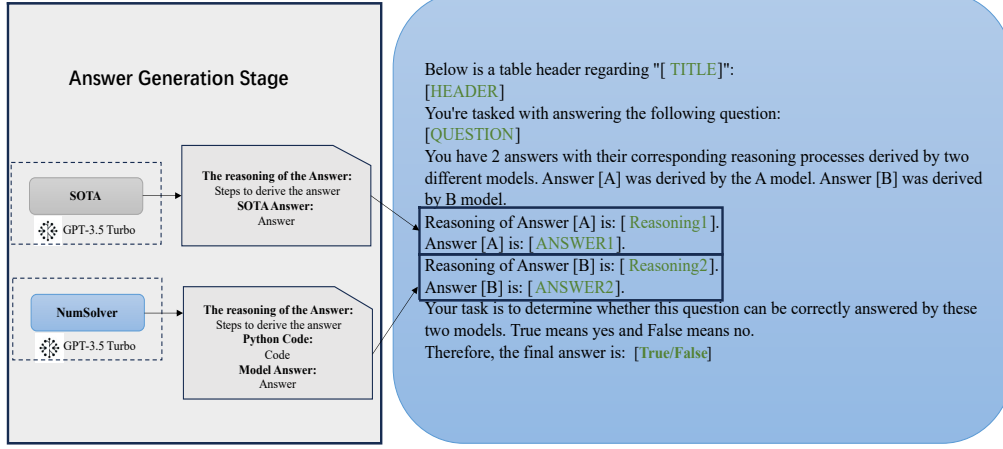 Answer Generation Stage
SOTA
GPT-3.5 Turbo
The reasoning of the Answer:
Steps to derive the answer
SOTA Answer:
Answer
NumSolver
GPT-3.5 Turbo
The reasoning of the Answer:
Steps to derive the answer
Python Code:
Code
Model Answer:
Answer
Below is a table header regarding "[ TITLE]":
[HEADER]
You're tasked with answering the following question:
[QUESTION]
You have 2 answers with their corresponding reasoning processes derived by two
different models. Answer [A] was derived by the A model. Answer [B] was derived
by B model.
Reasoning of Answer [A] is: [ Reasoning1].
Answer [A] is: [ ANSWER1].
Reasoning of Answer [B] is: [ Reasoning2].
Answer [B] is: [ ANSWER2].
Your task is to determine whether this question can be correctly answered by these
two models. True means yes and False means no.
Therefore, the final answer is: [True/False]